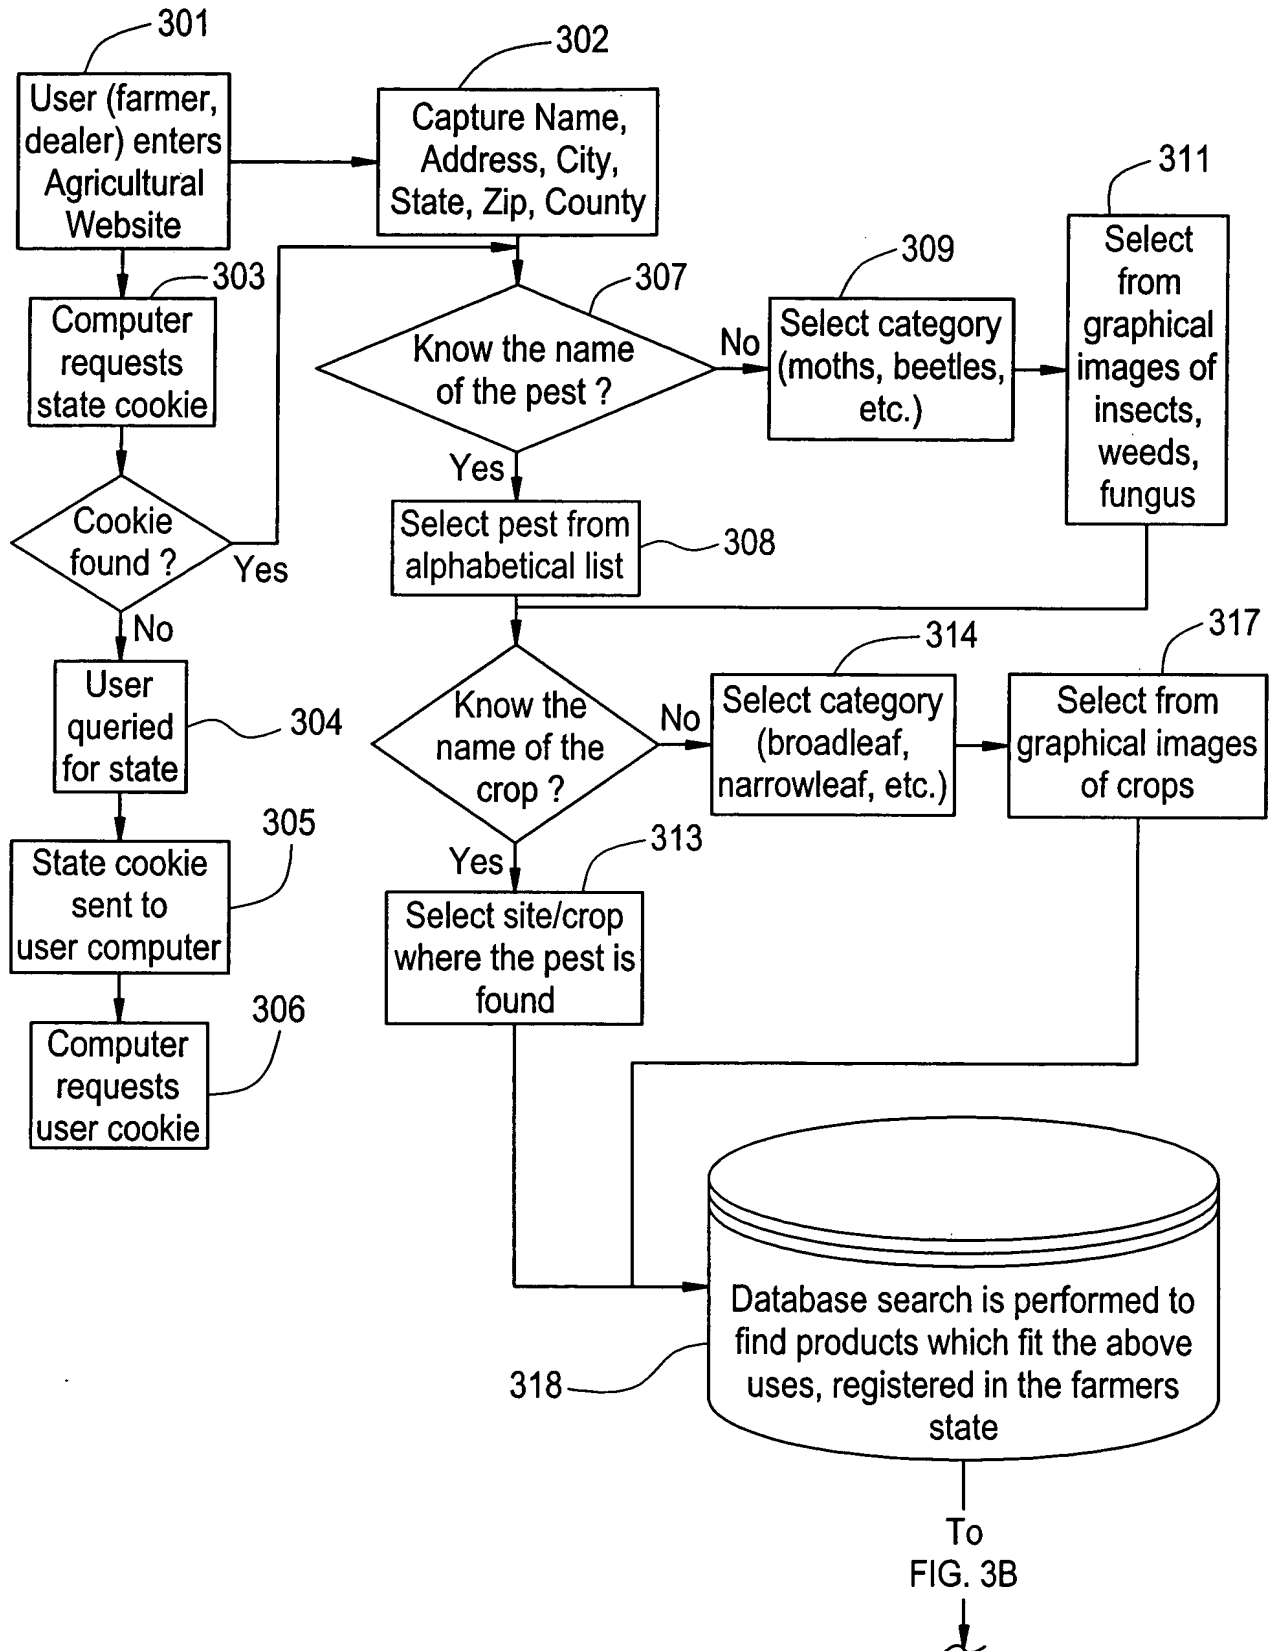 301
User (farmer,
dealer) enters
Agricultural
Website
302
Capture Name,
Address, City,
State, Zip, County
303
Computer
requests
state cookie
Cookie
found ?
Yes
No
User
queried
for state
304
305
State cookie
sent to
user computer
306
Computer
requests
user cookie
307
Know the name
of the pest ?
No
Yes
309
Select category
(moths, beetles,
etc.)
311
Select
from
graphical
images of
insects,
weeds,
fungus
Select pest from
alphabetical list
308
Know the
name of the
crop ?
No
Yes
314
Select category
(broadleaf,
narrowleaf, etc.)
317
Select from
graphical images
of crops
313
Select site/crop
where the pest is
found
318
Database search is performed to
find products which fit the above
uses, registered in the farmers
state
To
FIG. 3B